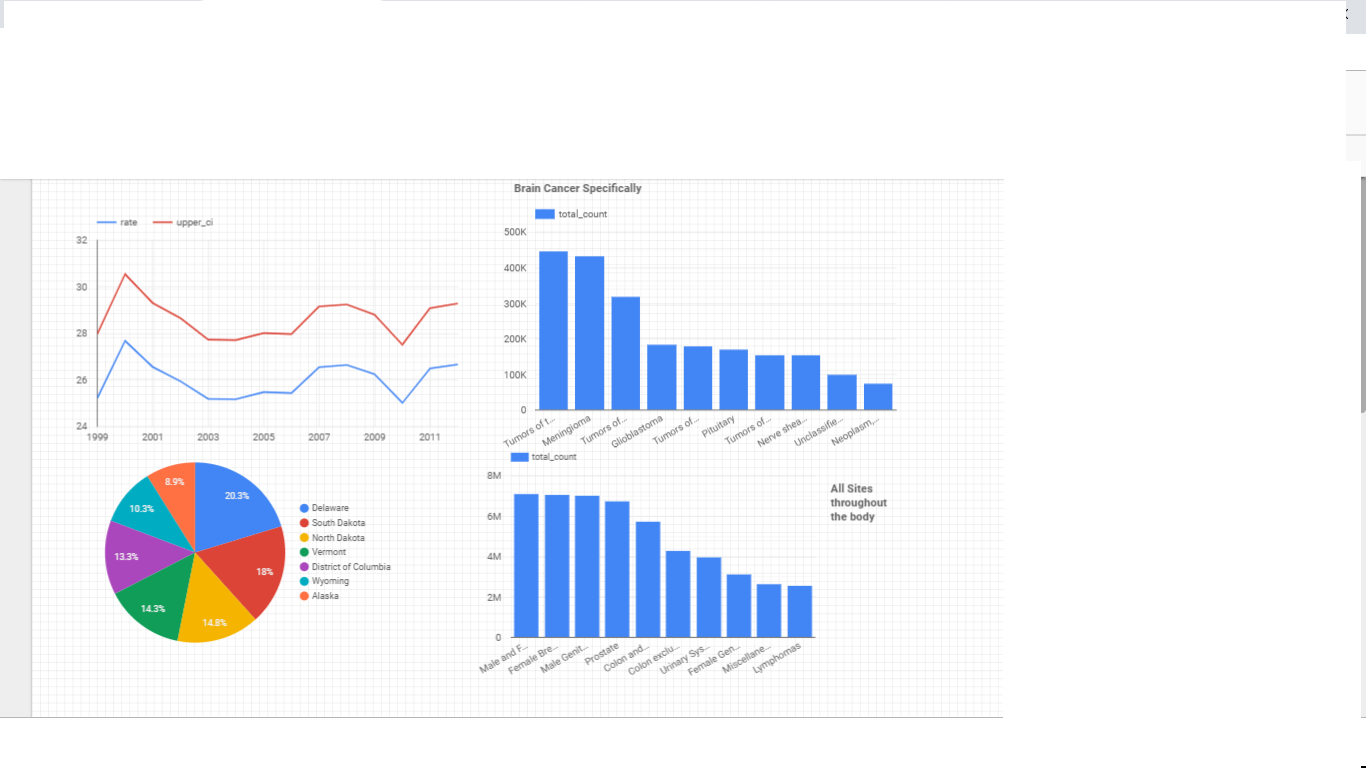 Brain Cancer Specifically
rate upper_ci
32
30
28
26
24
1999 2001 2003 2005 2007 2009 2011
total_count
500K
400K
300K
200K
100K
0
Tumors of t... Meningioma Tumors of... Glioblastoma Tumors of... Pituitary Tumors of... Nerve shea... Unclassifie... Neoplasm,...
20.3%
18%
14.8%
14.3%
13.3%
10.3%
8.9%
Delaware
South Dakota
North Dakota
Vermont
District of Columbia
Wyoming
Alaska
total_count
8M
6M
4M
2M
0
Male and F... Female Bre... Male Genit... Prostate Colon and... Colon exclu... Urinary Sys... Female Gen... Miscellane... Lymphomas
All Sites
throughout
the body